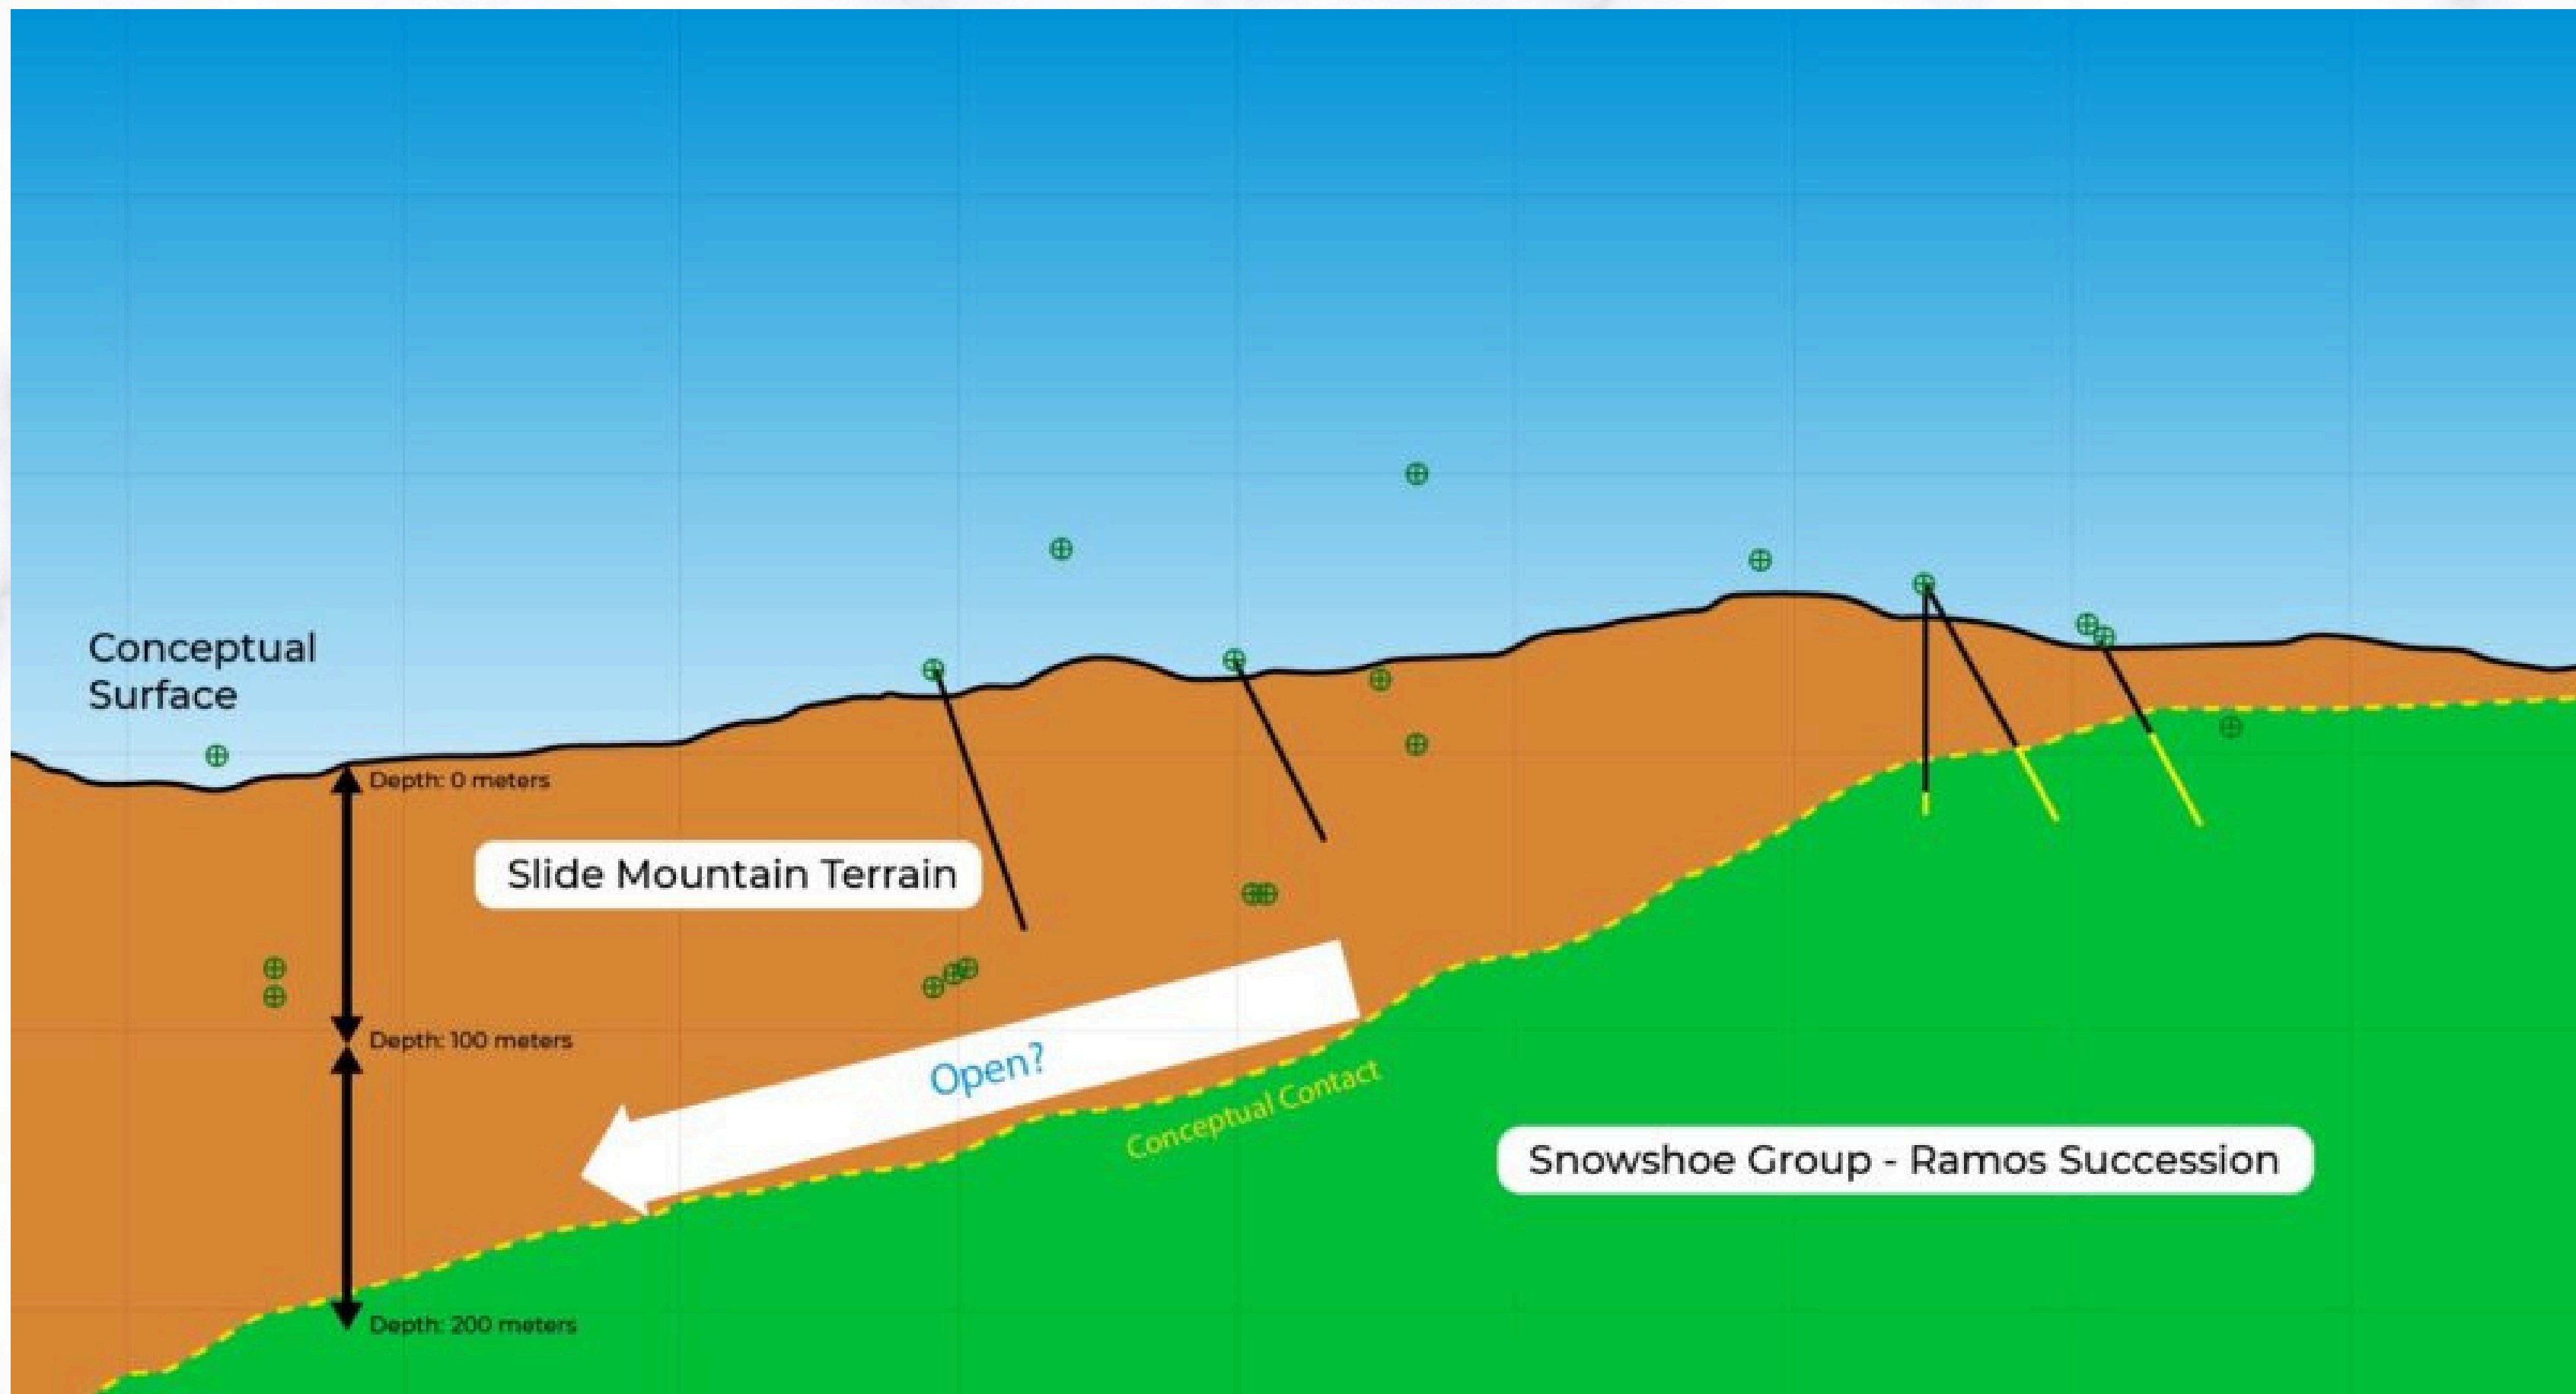 Conceptual
Surface
Depth: 0 meters
Slide Mountain Terrain
Depth: 100 meters
Open?
Conceptual Contact
Snowshoe Group - Ramos Succession
Depth: 200 meters